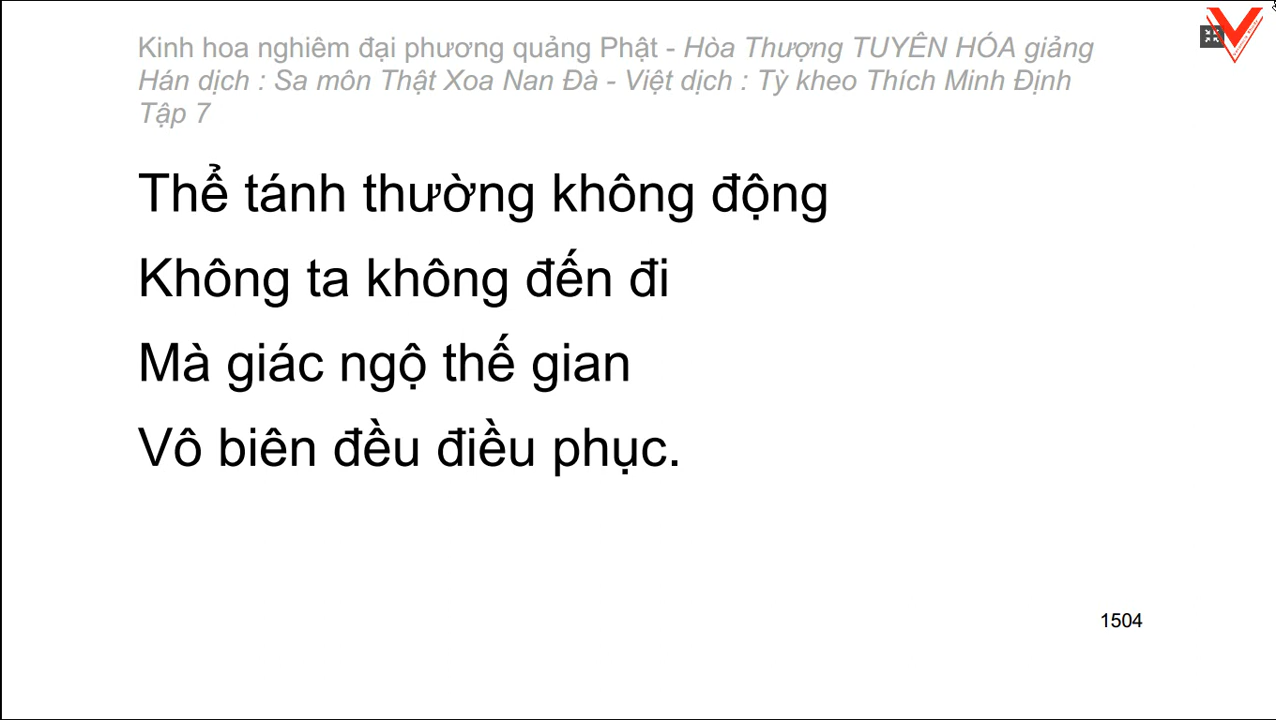 Kinh hoa nghiêm đại phương quảng Phật - Hòa Thượng TUYÊN HÓA giảng
Hán dịch : Sa môn Thật Xoa Nan Đà - Việt dịch : Tỳ kheo Thích Minh Định
Tập 7
Thể tánh thường không động
Không ta không đến đi
Mà giác ngộ thế gian
Vô biên đều điều phục.
1504